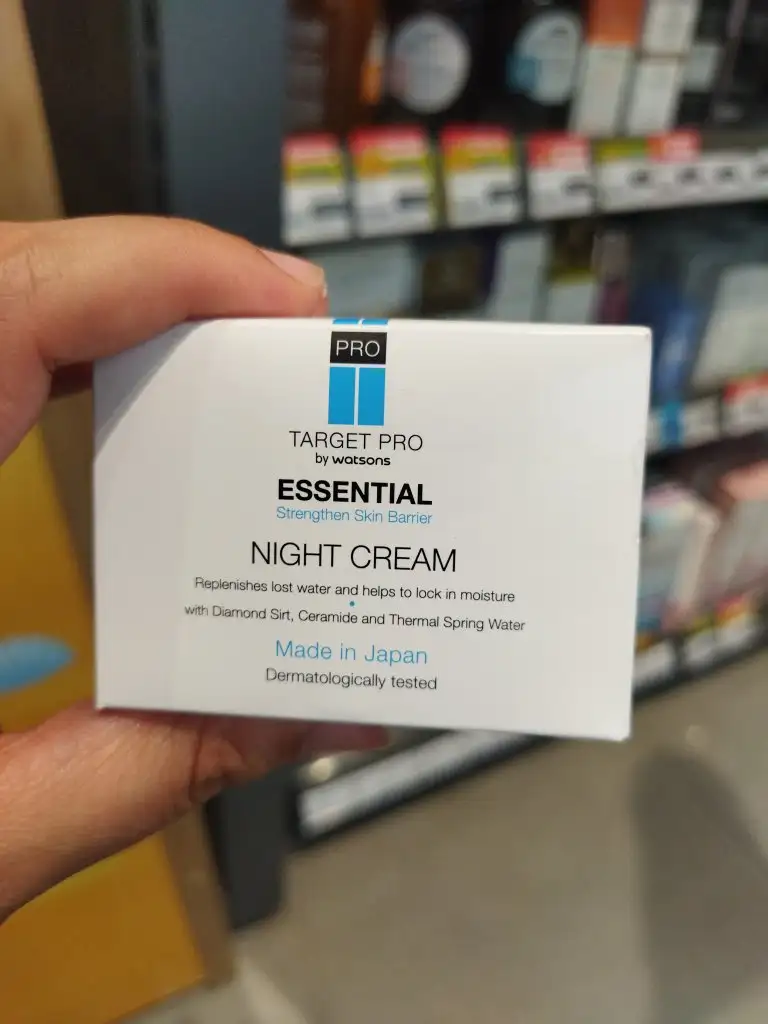 PRO
TARGET PRO
by watsons
ESSENTIAL
Strengthen Skin Barrier
NIGHT CREAM
Replenishes lost water and helps to lock in moisture
with Diamond Sirt, Ceramide and Thermal Spring Water
Made in Japan
Dermatologically tested